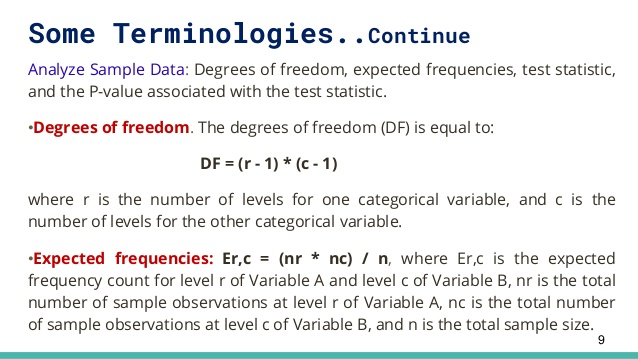 Some Terminologies..Continue
Analyze Sample Data: Degrees of freedom, expected frequencies, test statistic,
and the P-value associated with the test statistic.
•Degrees of freedom. The degrees of freedom (DF) is equal to:
DF = (r - 1) * (c - 1)
where r is the number of levels for one categorical variable, and c is the
number of levels for the other categorical variable.
•Expected frequencies: Er,c = (nr * nc) / n, where Er,c is the expected
frequency count for level r of Variable A and level c of Variable B, nr is the total
number of sample observations at level r of Variable A, nc is the total number
of sample observations at level c of Variable B, and n is the total sample size.
9